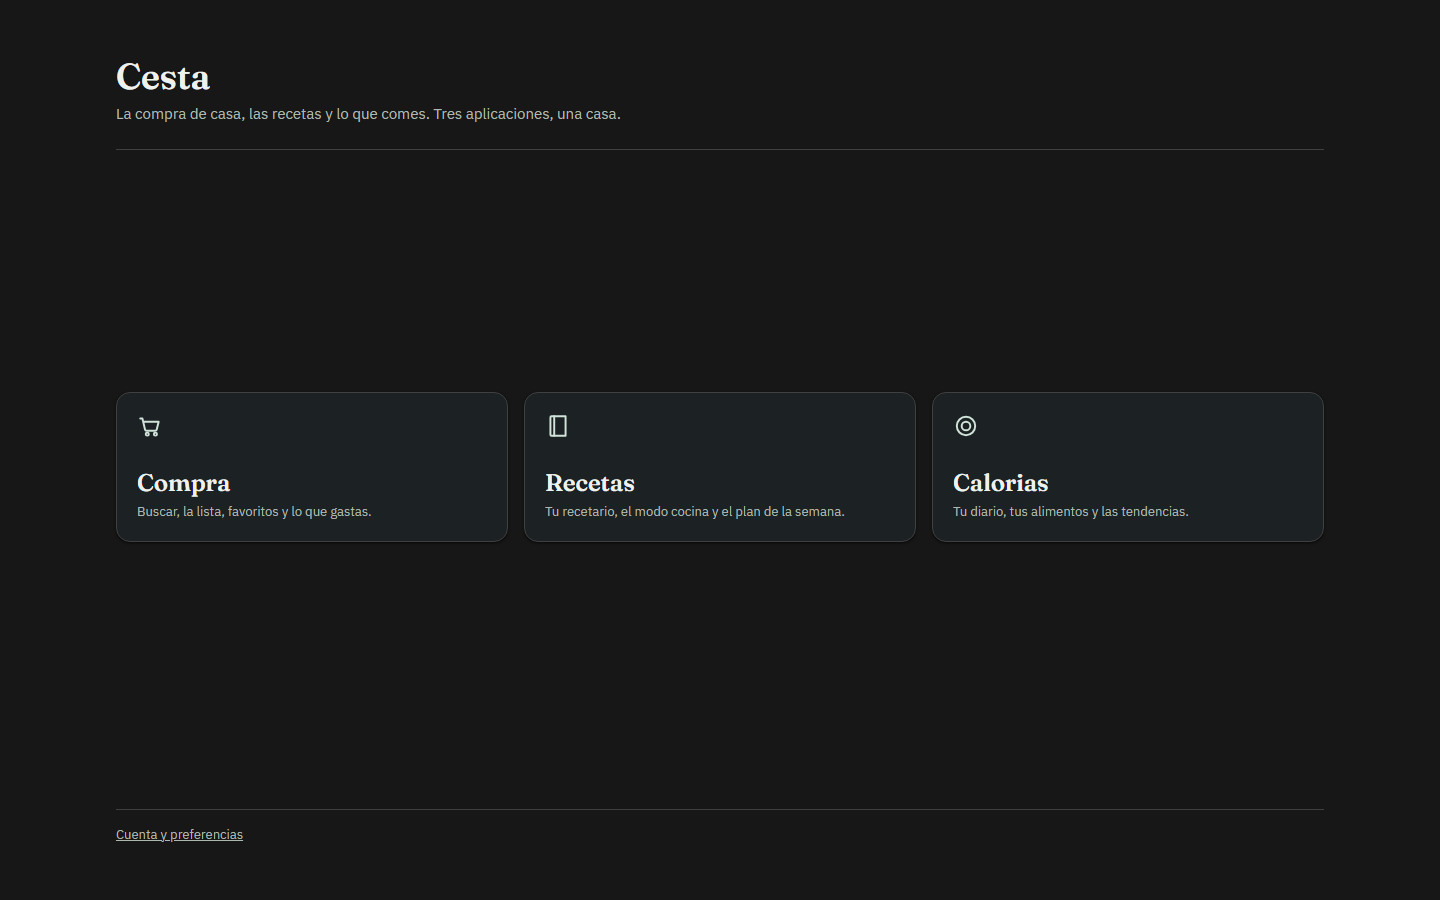 Cesta
La compra de casa, las recetas y lo que comes. Tres aplicaciones, una casa.
Compra
Buscar, la lista, favoritos y lo que gastas.
Recetas
Tu recetario, el modo cocina y el plan de la semana.
Calorias
Tu diario, tus alimentos y las tendencias.
Cuenta y preferencias